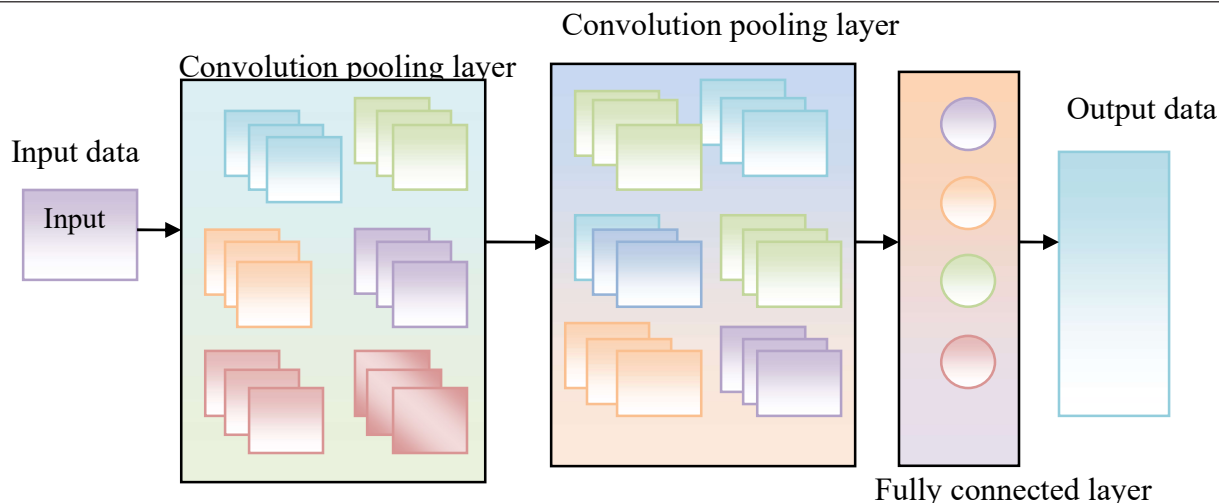 Convolution pooling layer
Convolution pooling layer
Input data
Input
Output data
Fully connected layer